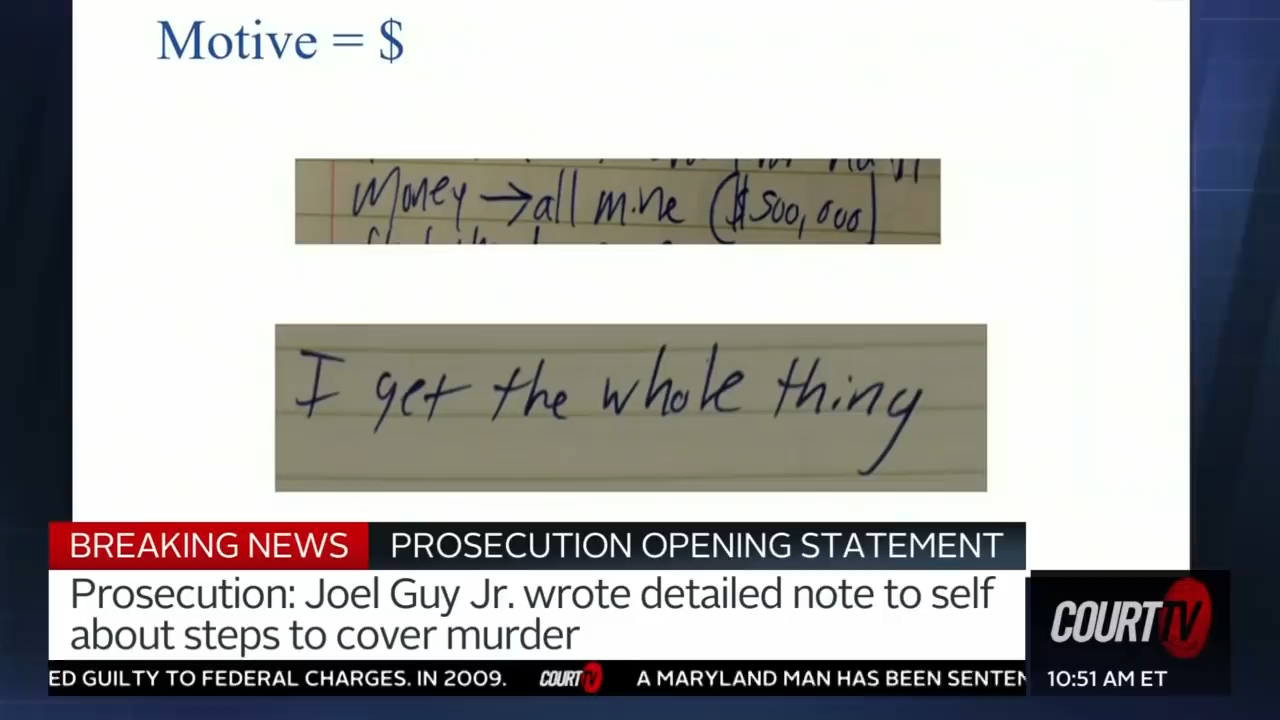 Motive = $
Money → all mine ($500,000)
I get the whole thing
BREAKING NEWS PROSECUTION OPENING STATEMENT
Prosecution: Joel Guy Jr. wrote detailed note to self
about steps to cover murder
COURT TV
ED GUILTY TO FEDERAL CHARGES. IN 2009. COURT TV A MARYLAND MAN HAS BEEN SENTEN
10:51 AM ET